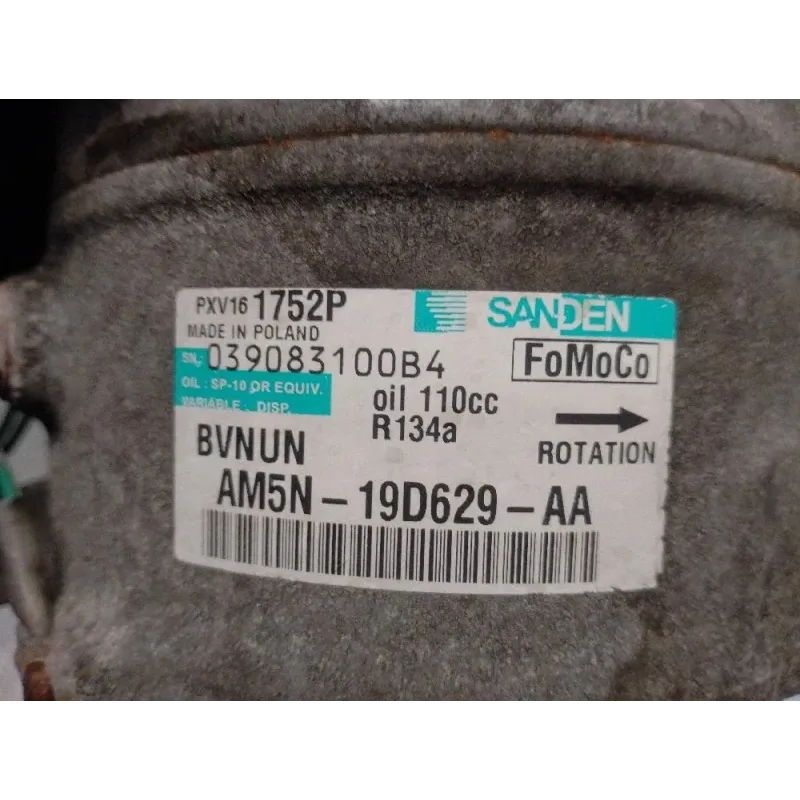 PXV16 1752P
SANDEN
MADE IN POLAND
SN.: 039083100B4
FoMoCo
OIL : SP-10 OR EQUIV.
VARIABLE . DISP.
oil 110cc
R134a
ROTATION
BVNUN
AM5N-19D629-AA